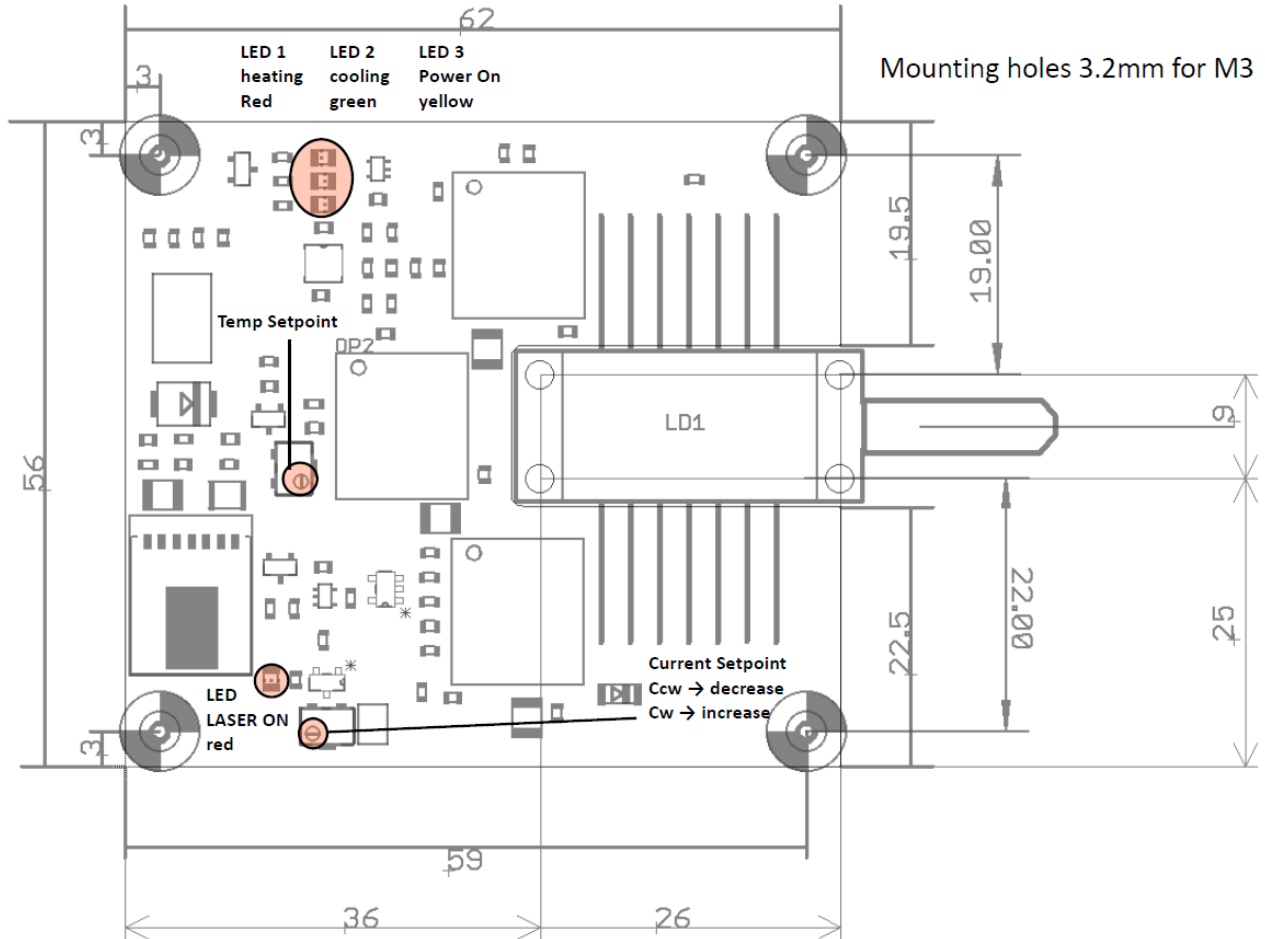 62
LED 1 LED 2 LED 3
heating cooling Power On
Red green yellow
Mounting holes 3.2mm for M3
3
3
19.5
19.00
Temp Setpoint
OP2
LD1
9
56
22.00
25
22.5
Current Setpoint
Ccw → decrease
Cw → increase
LED
LASER ON
red
*
*
3
59
36
26